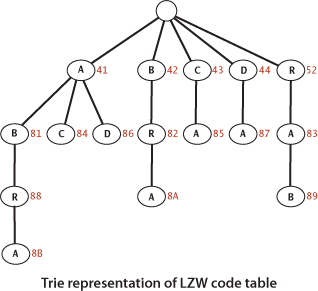 A 41 B 42 C 43 D 44 R 52
B 81 C 84 D 86 R 82 A 85 A 87 A 83
R 88 A 8A B 89
A 8B
Trie representation of LZW code table